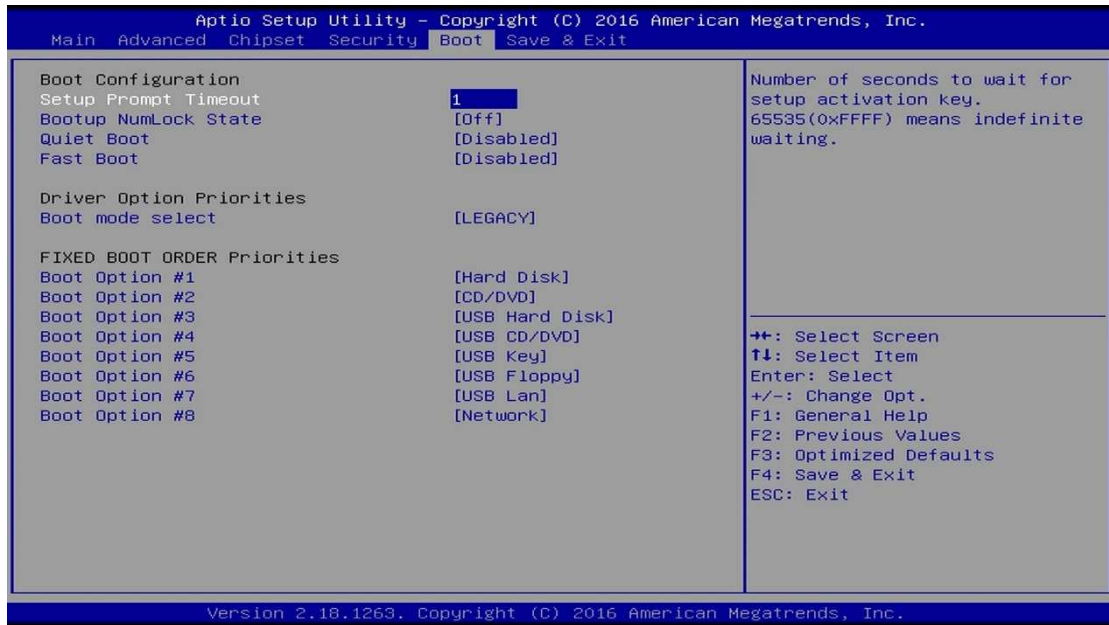 Aptio Setup Utility – Copyright (C) 2016 American Megatrends, Inc.
Main Advanced Chipset Security Boot Save & Exit
Boot Configuration
Setup Prompt Timeout 1
Bootup NumLock State [Off]
Quiet Boot [Disabled]
Fast Boot [Disabled]
Driver Option Priorities
Boot mode select [LEGACY]
FIXED BOOT ORDER Priorities
Boot Option #1 [Hard Disk]
Boot Option #2 [CD/DVD]
Boot Option #3 [USB Hard Disk]
Boot Option #4 [USB CD/DVD]
Boot Option #5 [USB Key]
Boot Option #6 [USB Floppy]
Boot Option #7 [USB Lan]
Boot Option #8 [Network]
Number of seconds to wait for
setup activation key.
65535(0xFFFF) means indefinite
waiting.
→←: Select Screen
↑↓: Select Item
Enter: Select
+/-: Change Opt.
F1: General Help
F2: Previous Values
F3: Optimized Defaults
F4: Save & Exit
ESC: Exit
Version 2.18.1263. Copyright (C) 2016 American Megatrends, Inc.